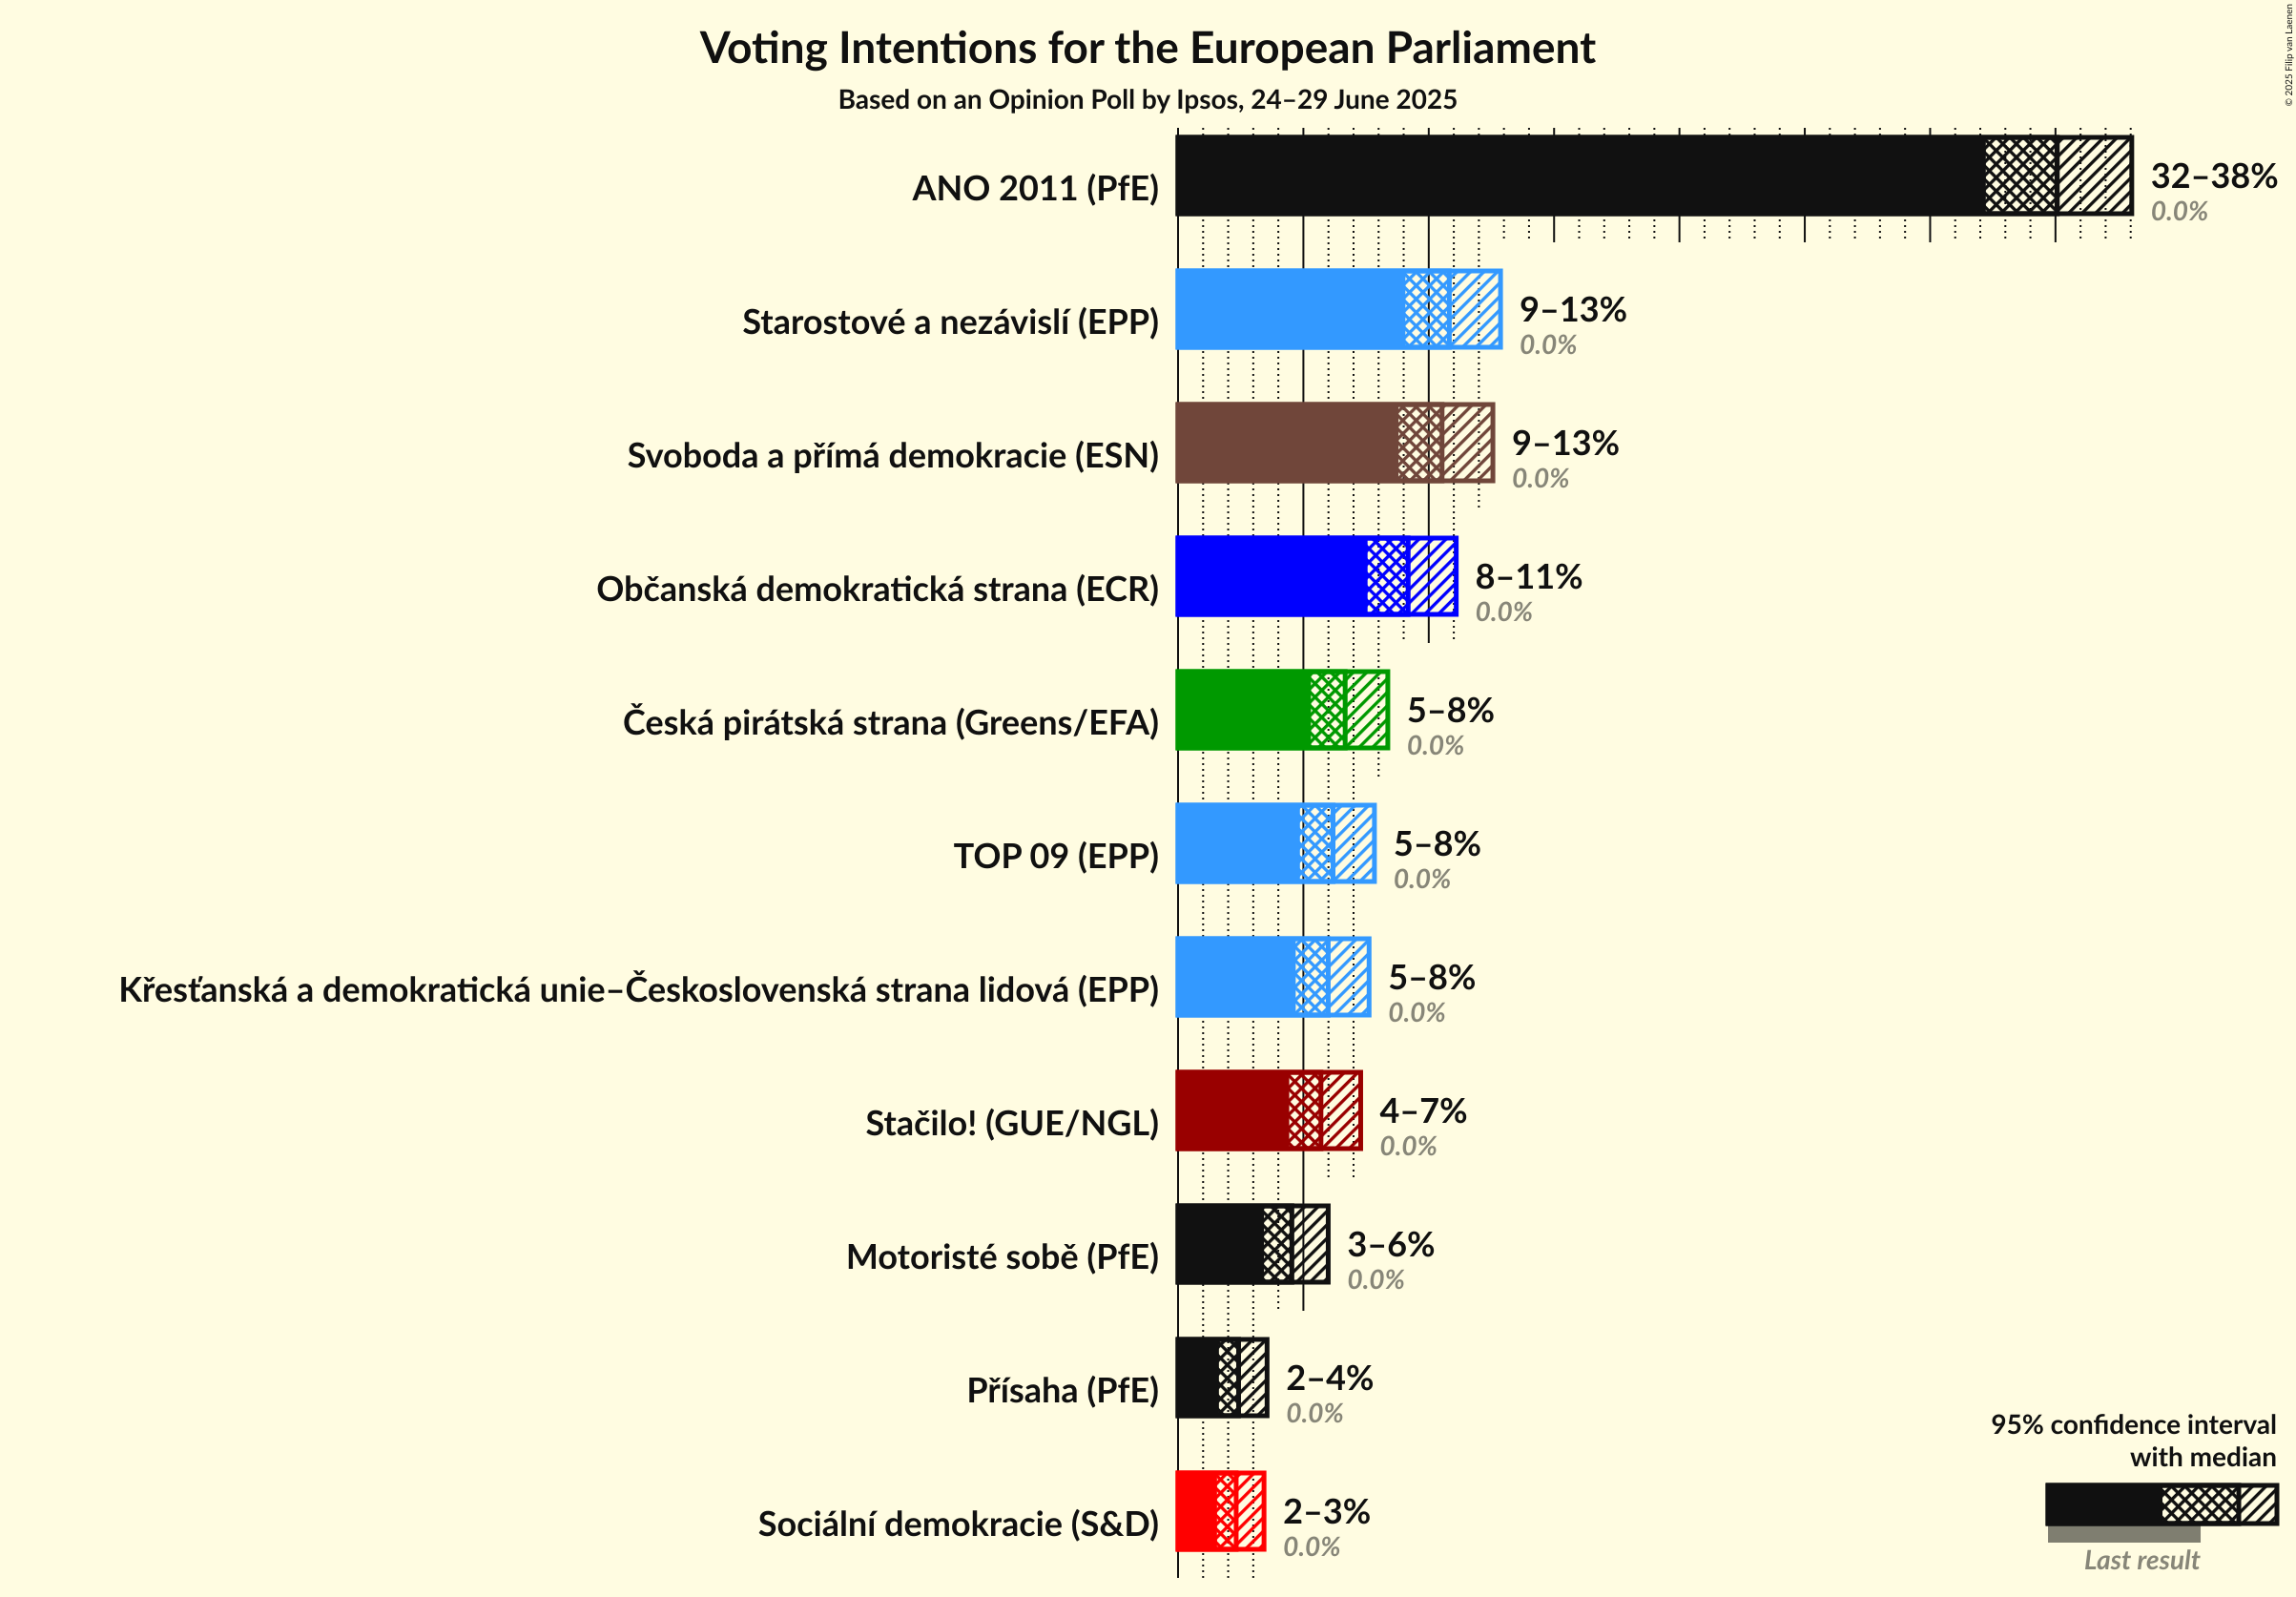 Voting Intentions for the European Parliament
Based on an Opinion Poll by Ipsos, 24–29 June 2025
© 2025 Filip van Laenen
ANO 2011 (PfE)
32–38%
0.0%
Starostové a nezávislí (EPP)
9–13%
0.0%
Svoboda a přímá demokracie (ESN)
9–13%
0.0%
Občanská demokratická strana (ECR)
8–11%
0.0%
Česká pirátská strana (Greens/EFA)
5–8%
0.0%
TOP 09 (EPP)
5–8%
0.0%
Křesťanská a demokratická unie–Československá strana lidová (EPP)
5–8%
0.0%
Stačilo! (GUE/NGL)
4–7%
0.0%
Motoristé sobě (PfE)
3–6%
0.0%
Přísaha (PfE)
2–4%
0.0%
Sociální demokracie (S&D)
2–3%
0.0%
95% confidence interval
with median
Last result